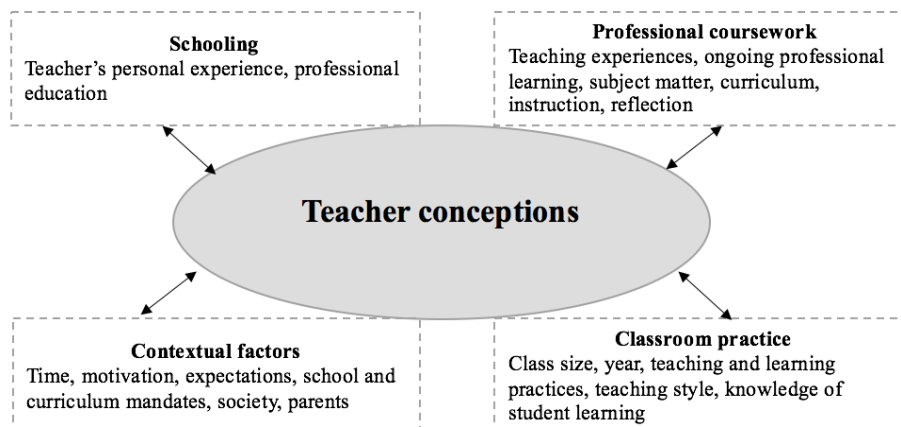 Schooling
Teacher’s personal experience, professional
education
Professional coursework
Teaching experiences, ongoing professional
learning, subject matter, curriculum,
instruction, reflection
Teacher conceptions
Contextual factors
Time, motivation, expectations, school and
curriculum mandates, society, parents
Classroom practice
Class size, year, teaching and learning
practices, teaching style, knowledge of
student learning